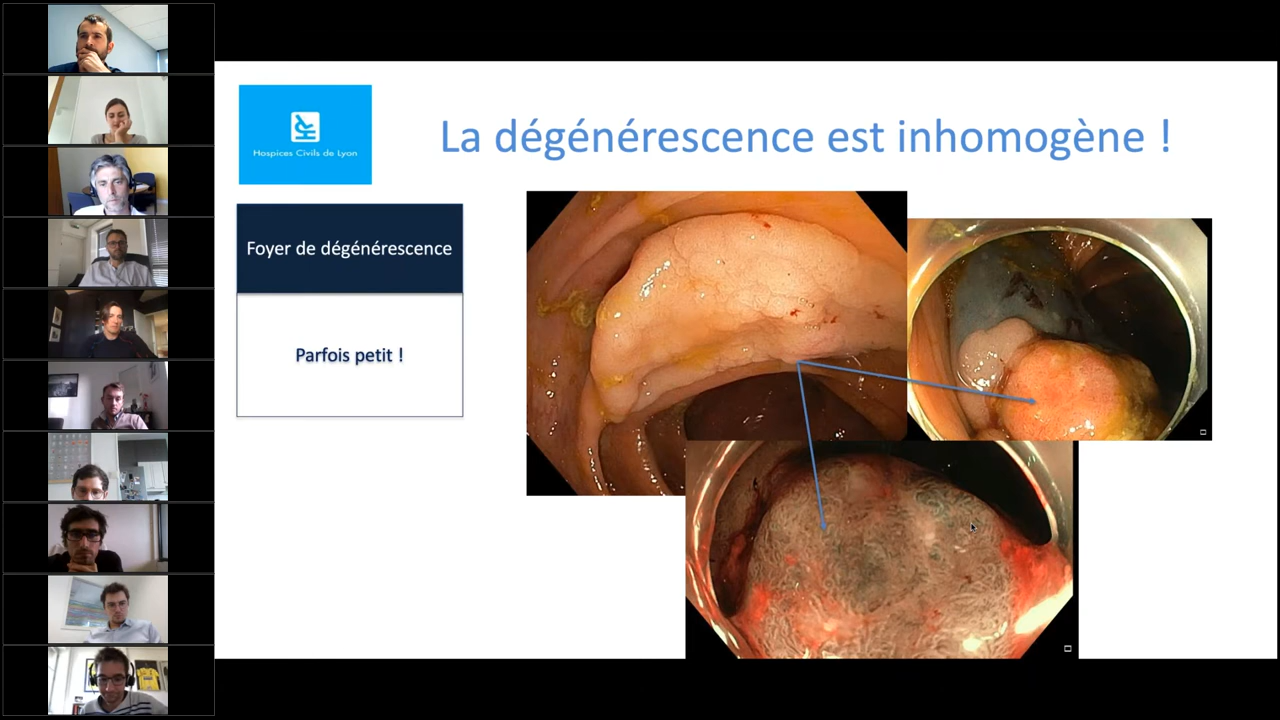 Hospices Civils de Lyon
La dégénérescence est inhomogène !
Foyer de dégénérescence
Parfois petit !